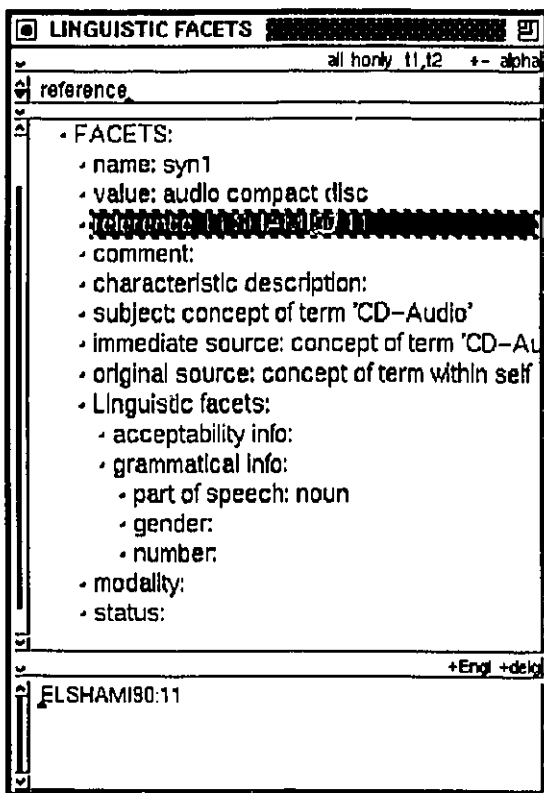 LINGUISTIC FACETS
all honly t1,t2 +- alpha
reference
- FACETS:
- name: syn1
- value: audio compact disc
- comment:
- characteristic description:
- subject: concept of term 'CD-Audio'
- immediate source: concept of term 'CD-Au
- original source: concept of term within self
- Linguistic facets:
- acceptability info:
- grammatical info:
- part of speech: noun
- gender:
- number:
- modality:
- status:
+Engl +delg
ELSHAMI90:11